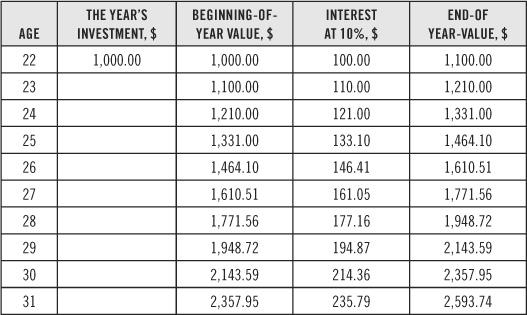 AGE THE YEAR'S INVESTMENT, $ BEGINNING-OF-YEAR VALUE, $ INTEREST AT 10%, $ END-OF YEAR-VALUE, $
22 1,000.00 1,000.00 100.00 1,100.00
23 1,100.00 110.00 1,210.00
24 1,210.00 121.00 1,331.00
25 1,331.00 133.10 1,464.10
26 1,464.10 146.41 1,610.51
27 1,610.51 161.05 1,771.56
28 1,771.56 177.16 1,948.72
29 1,948.72 194.87 2,143.59
30 2,143.59 214.36 2,357.95
31 2,357.95 235.79 2,593.74